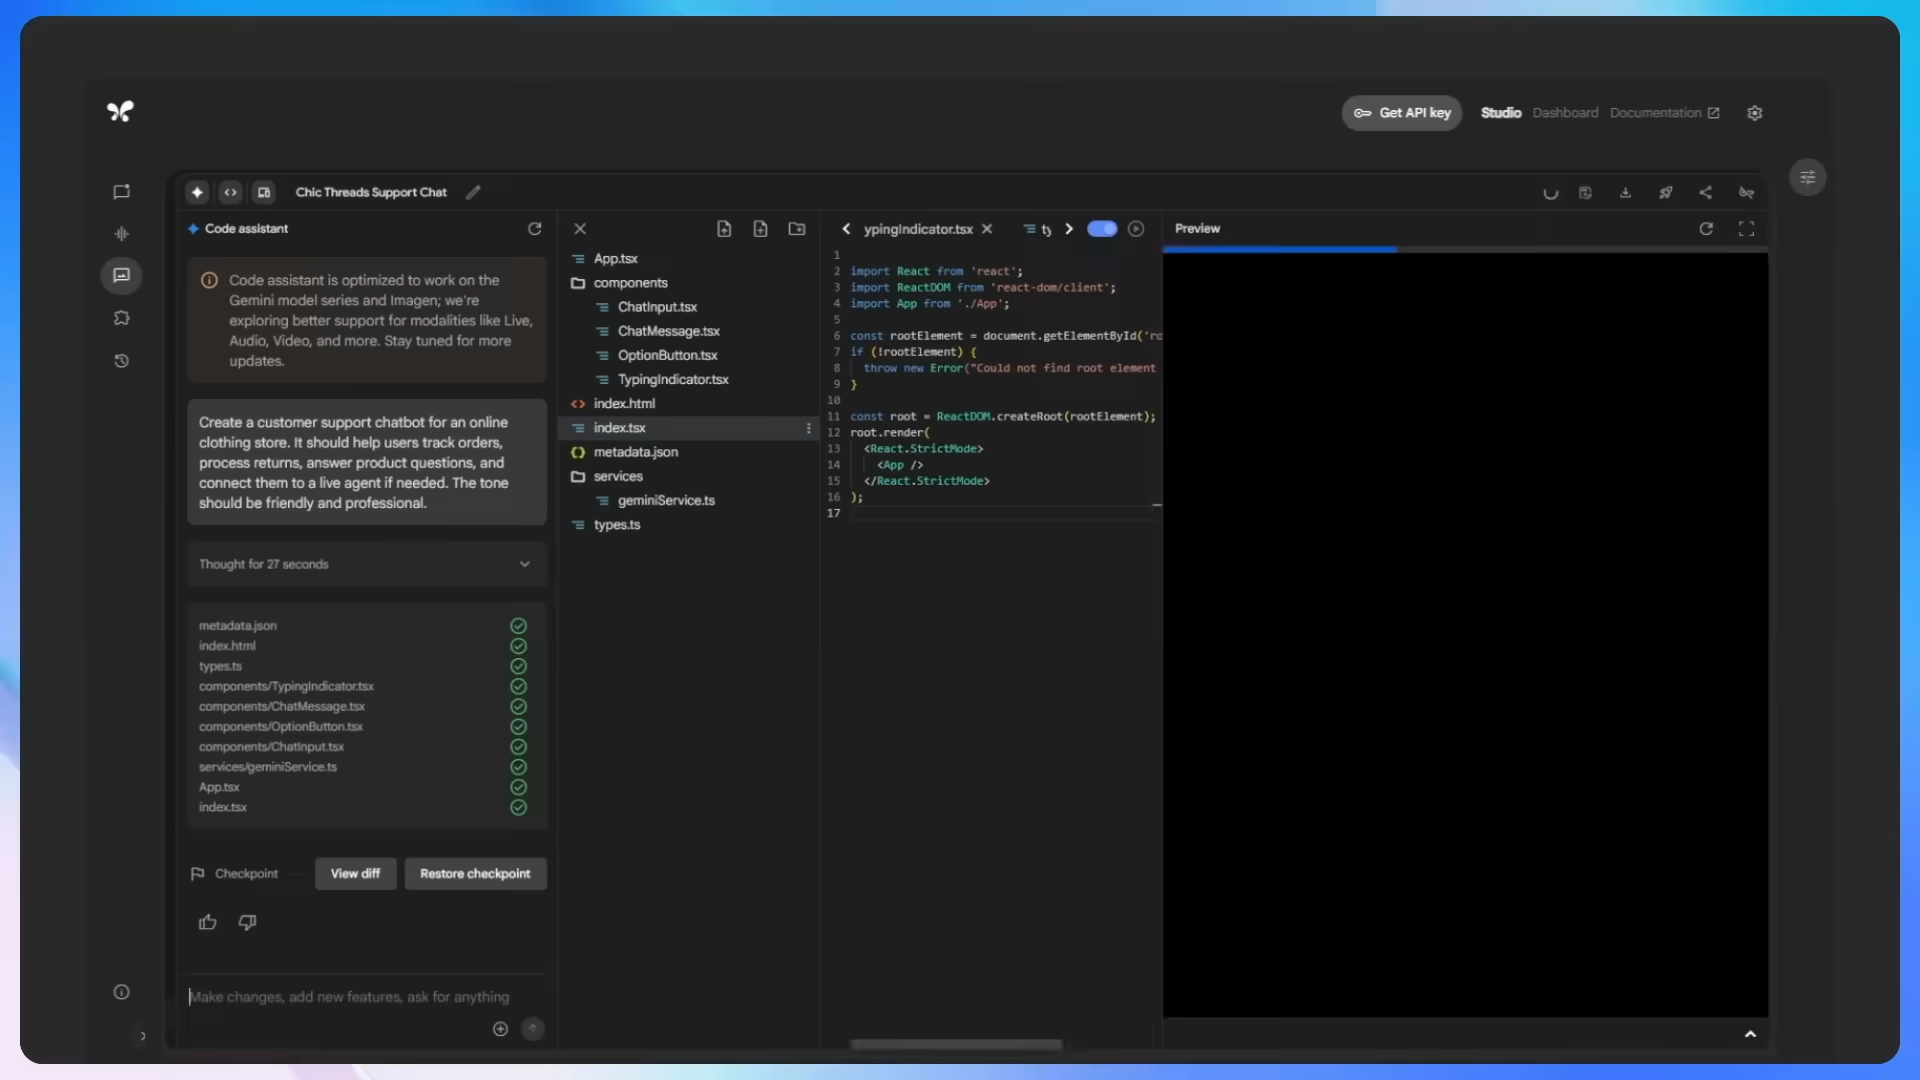 Get API key
Studio
Dashboard
Documentation
Chic Threads Support Chat
Code assistant
Code assistant is optimized to work on the
Gemini model series and Imagen; we're
exploring better support for modalities like Live,
Audio, Video, and more. Stay tuned for more
updates.
Create a customer support chatbot for an online
clothing store. It should help users track orders,
process returns, answer product questions, and
connect them to a live agent if needed. The tone
should be friendly and professional.
Thought for 27 seconds
metadata.json
index.html
types.ts
components/TypingIndicator.tsx
components/ChatMessage.tsx
components/OptionButton.tsx
components/ChatInput.tsx
services/geminiService.ts
App.tsx
index.tsx
Checkpoint
View diff
Restore checkpoint
Make changes, add new features, ask for anything
App.tsx
components
ChatInput.tsx
ChatMessage.tsx
OptionButton.tsx
TypingIndicator.tsx
index.html
index.tsx
metadata.json
services
geminiService.ts
types.ts
ypingIndicator.tsx
ty
1
2 import React from 'react';
3 import ReactDOM from 'react-dom/client';
4 import App from './App';
5
6 const rootElement = document.getElementById('ro
7 if (!rootElement) {
8 throw new Error("Could not find root element
9 }
10
11 const root = ReactDOM.createRoot(rootElement);
12 root.render(
13 <React.StrictMode>
14 <App />
15 </React.StrictMode>
16 );
17
Preview